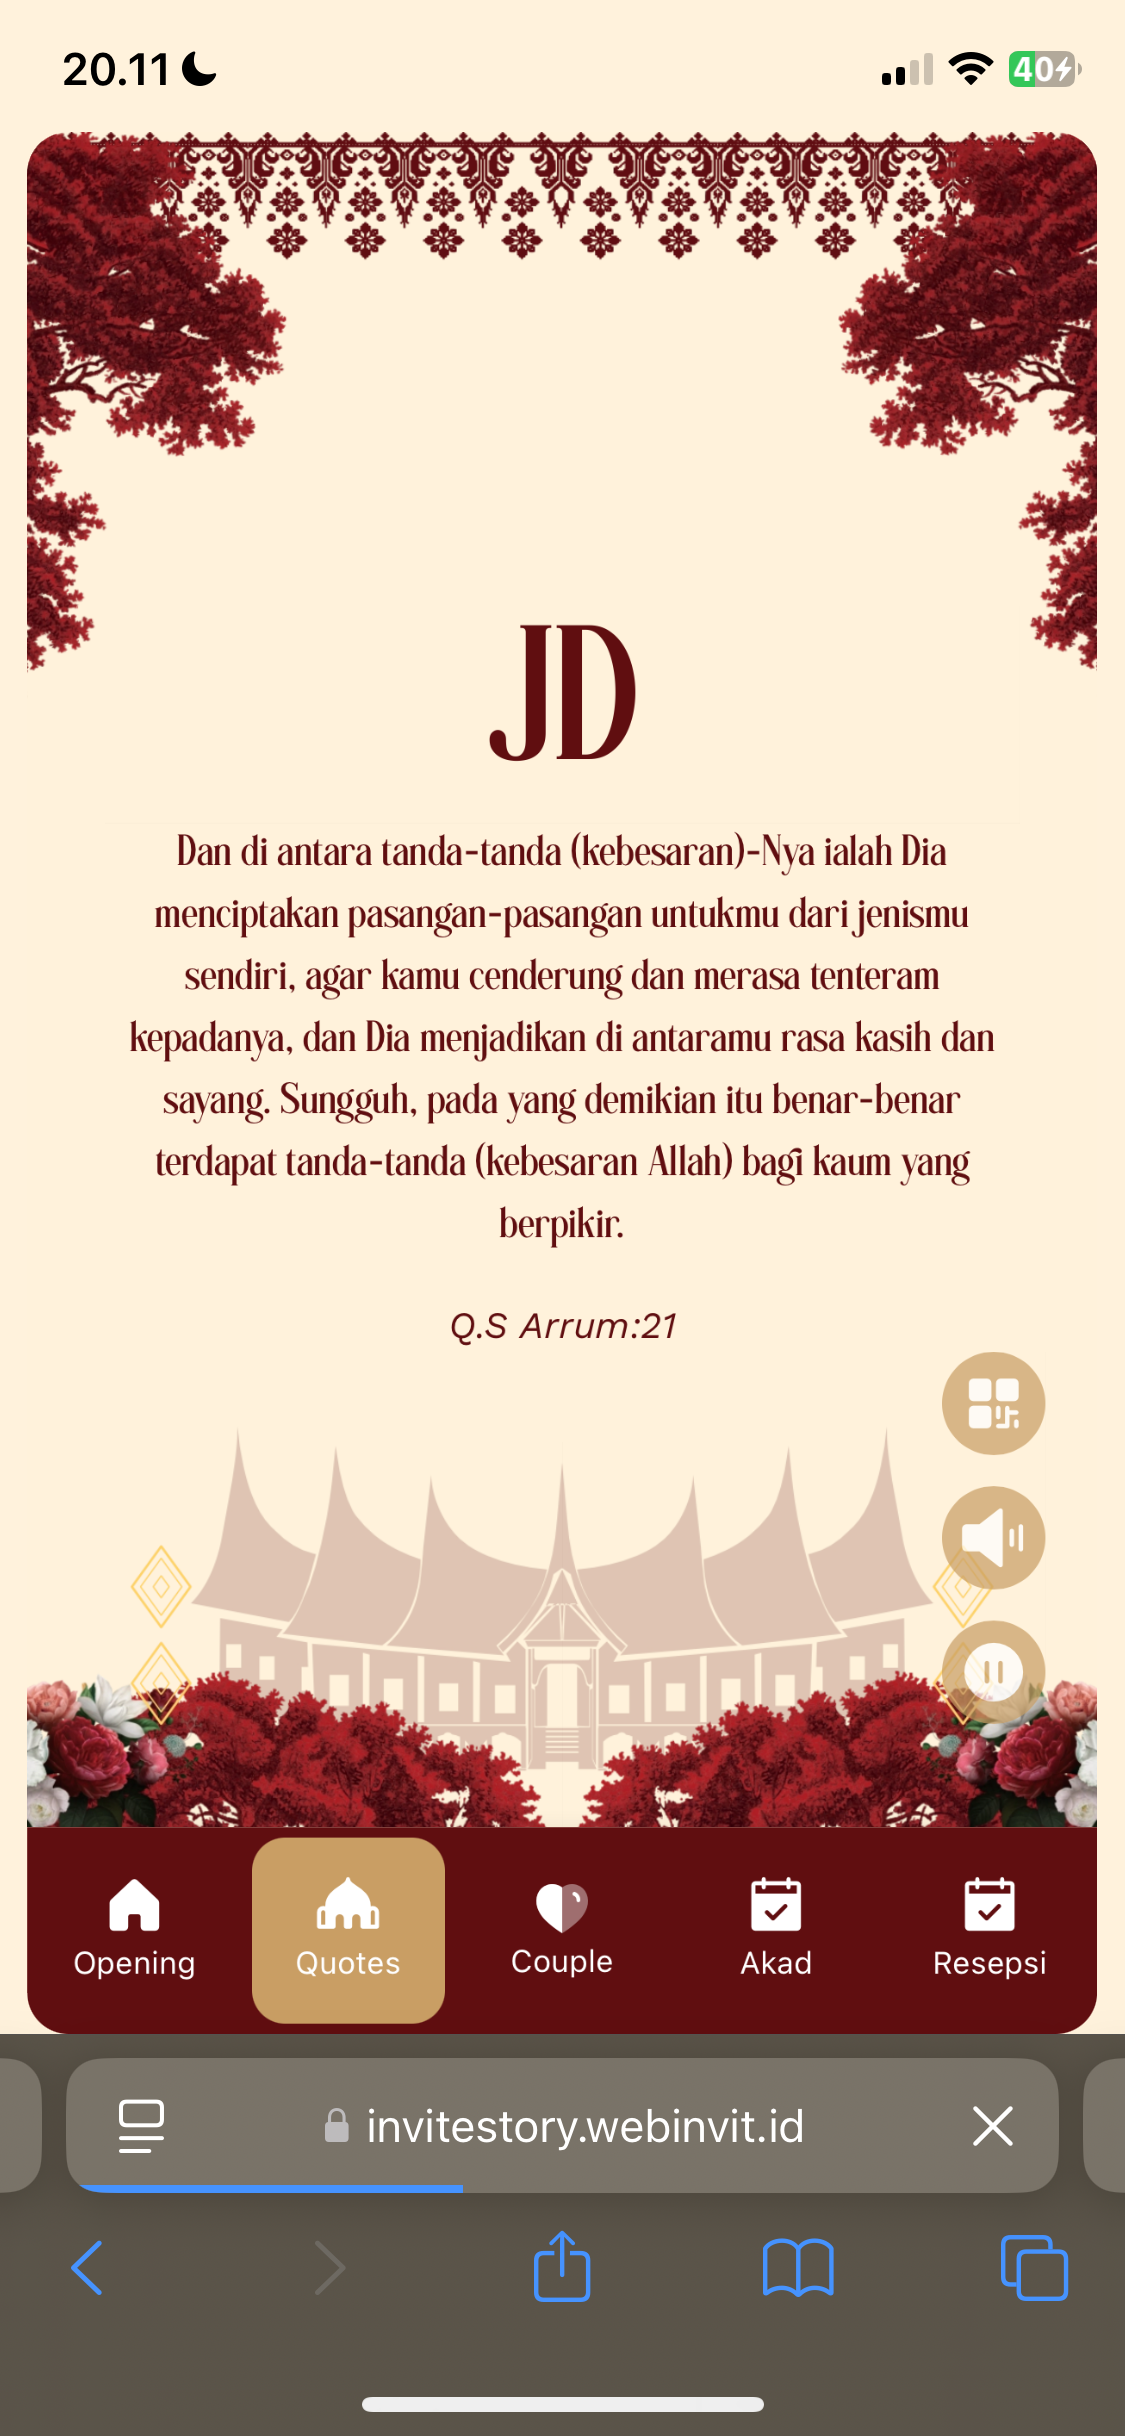 20.11
40
JD
Dan di antara tanda-tanda (kebesaran)-Nya ialah Dia
menciptakan pasangan-pasangan untukmu dari jenismu
sendiri, agar kamu cenderung dan merasa tenteram
kepadanya, dan Dia menjadikan di antaramu rasa kasih dan
sayang. Sungguh, pada yang demikian itu benar-benar
terdapat tanda-tanda (kebesaran Allah) bagi kaum yang
berpikir.
Q.S Arrum:21
Opening
Quotes
Couple
Akad
Resepsi
invitestory.webinvit.id